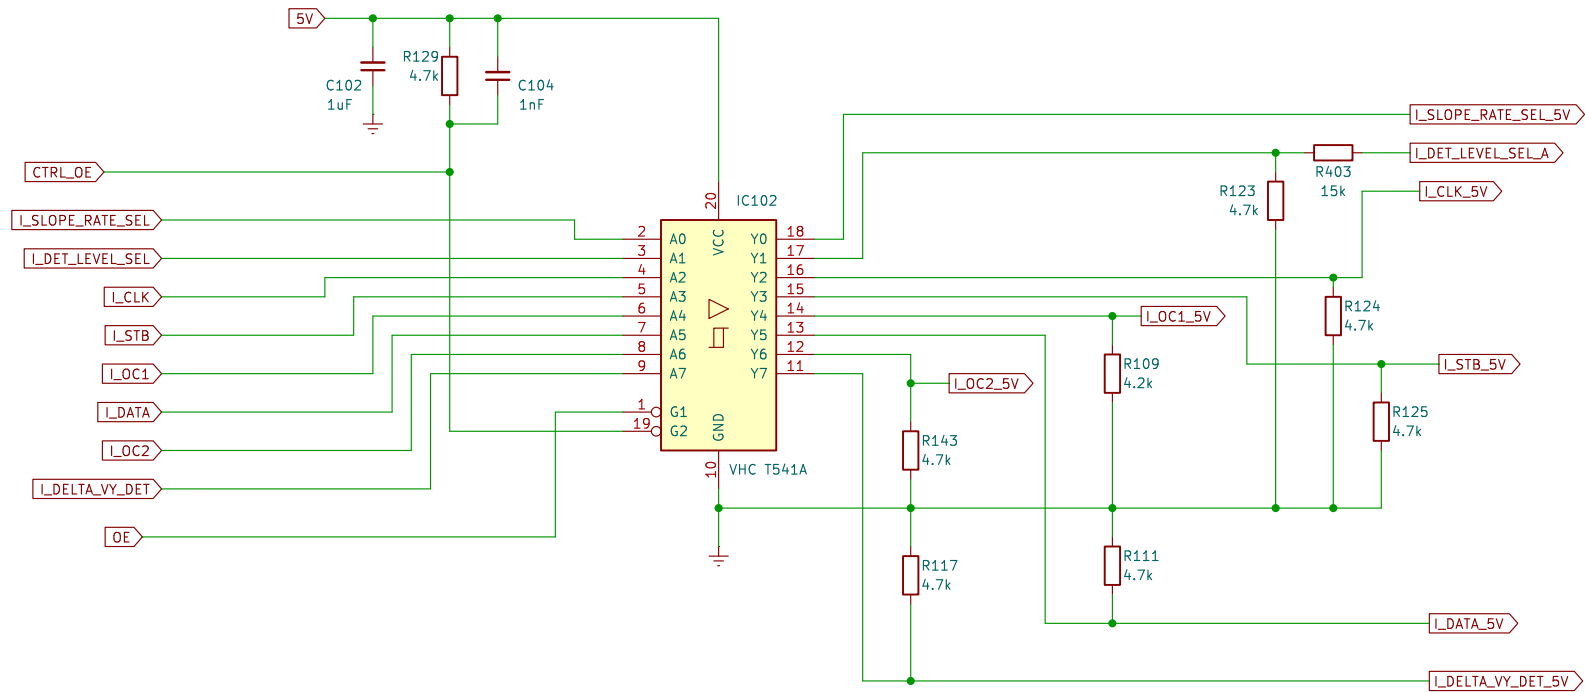 5V
R129
4.7k
C102
1uF
C104
1nF
CTRL_OE
I_SLOPE_RATE_SEL
I_DET_LEVEL_SEL
I_CLK
I_STB
I_OC1
I_DATA
I_OC2
I_DELTA_VY_DET
OE
IC102
20
VCC
2 A0
3 A1
4 A2
5 A3
6 A4
7 A5
8 A6
9 A7
1 G1
19 G2
Y0 18
Y1 17
Y2 16
Y3 15
Y4 14
Y5 13
Y6 12
Y7 11
GND
10
VHC T541A
I_SLOPE_RATE_SEL_5V
I_DET_LEVEL_SEL_A
R403
15k
R123
4.7k
I_CLK_5V
R124
4.7k
I_OC1_5V
R109
4.2k
I_STB_5V
I_OC2_5V
R125
4.7k
R143
4.7k
R117
4.7k
R111
4.7k
I_DATA_5V
I_DELTA_VY_DET_5V